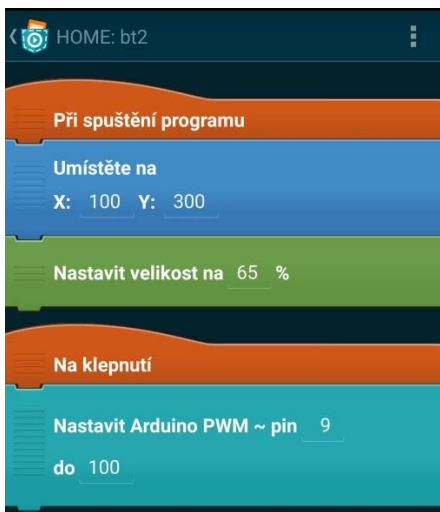 HOME: bt2
Při spuštění programu
Umístěte na
X: 100 Y: 300
Nastavit velikost na 65 %
Na klepnutí
Nastavit Arduino PWM ~ pin 9
do 100